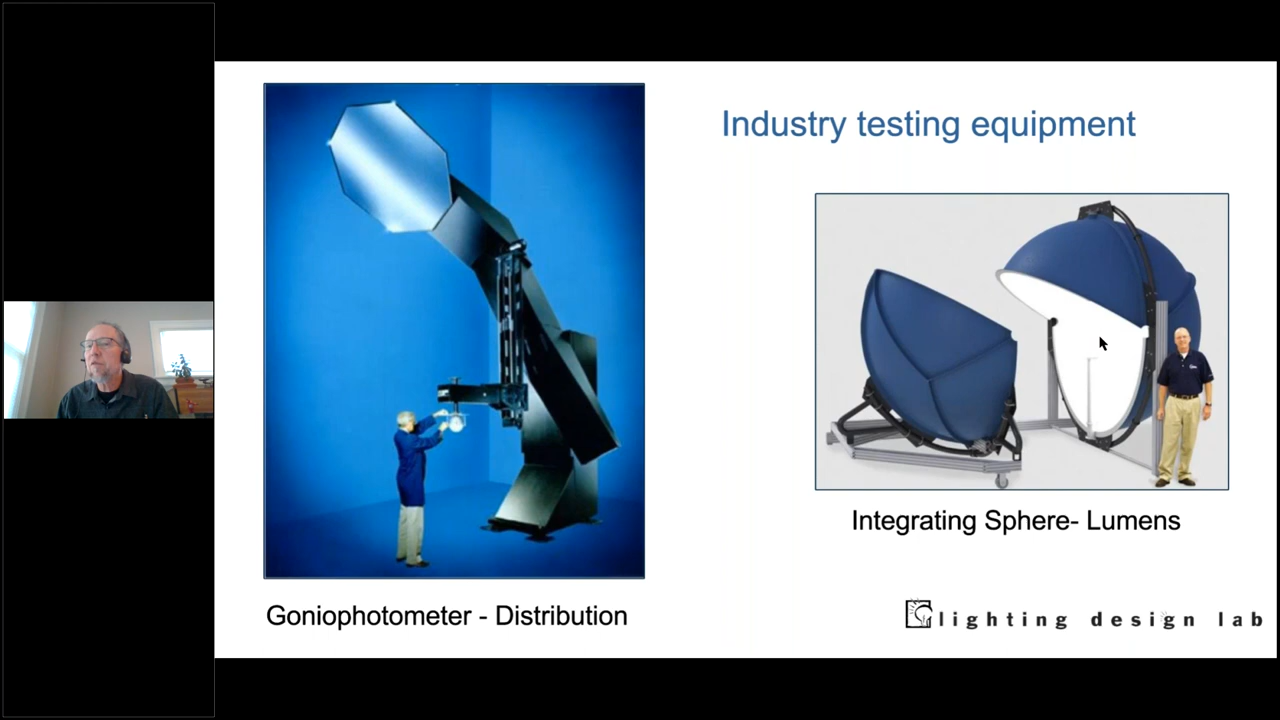 Industry testing equipment
Integrating Sphere- Lumens
Goniophotometer - Distribution
lighting design lab